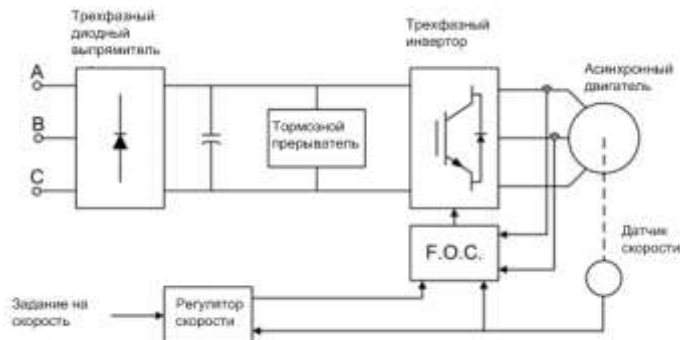 Трехфазный
диодный
выпрямитель
Трехфазный
инвертор
Асинхронный
двигатель
A
B
C
Тормозной
прерыватель
F.O.C.
Датчик
скорости
Задание на
скорость
Регулятор
скорости